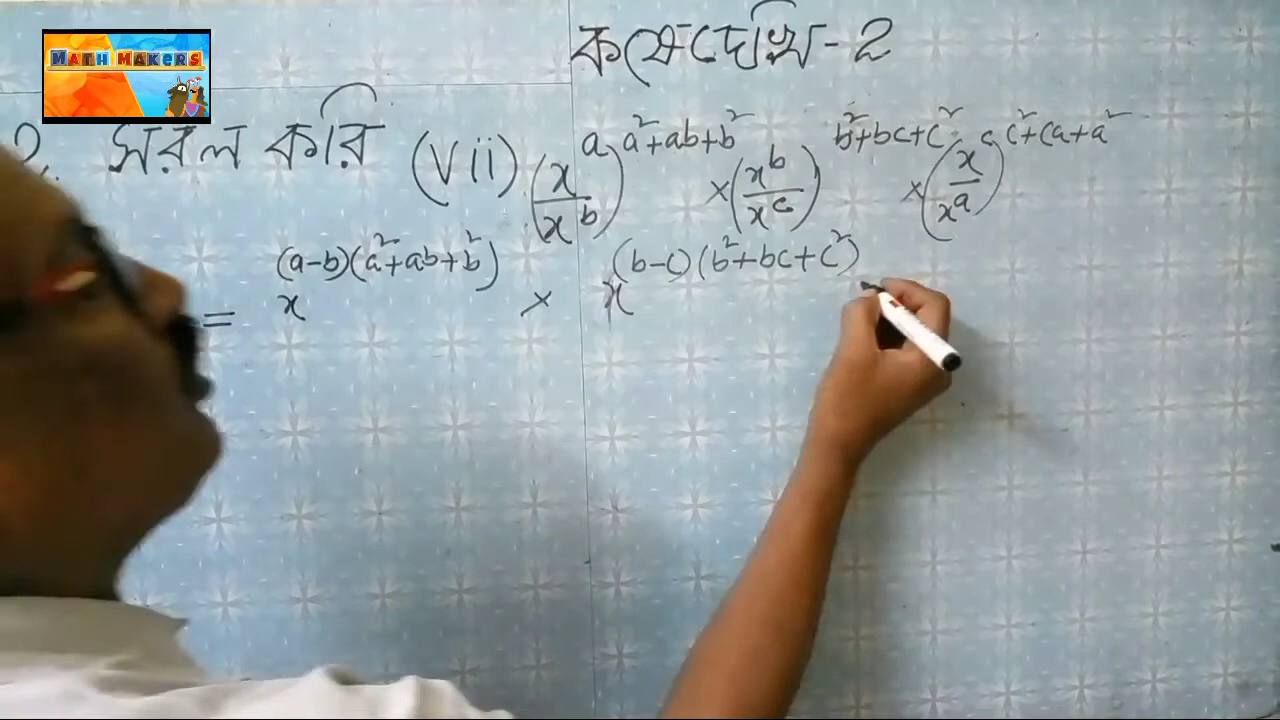 MATH MAKERS
কষে দেখি-2
2. সরল করি (vii) (x^a/x^b)^(a²+ab+b²) × (x^b/x^c)^(b²+bc+c²) × (x^c/x^a)^(c²+ca+a²)
= x^(a-b)(a²+ab+b²) × x^(b-c)(b²+bc+c²)